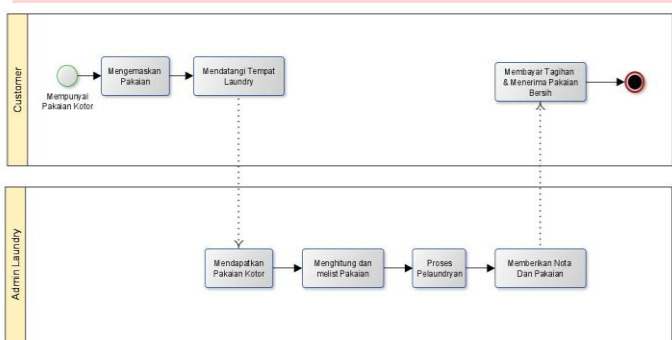 Customer
Mempunyai
Pakaian Kotor
Mengemaskan
Pakaian
Mendatangi Tempat
Laundry
Membayar Tagihan
& Menerima Pakaian
Bersih
Admin Laundry
Mendapatkan
Pakaian Kotor
Menghitung dan
melist Pakaian
Proses
Pelaundryan
Memberikan Nota
Dan Pakaian